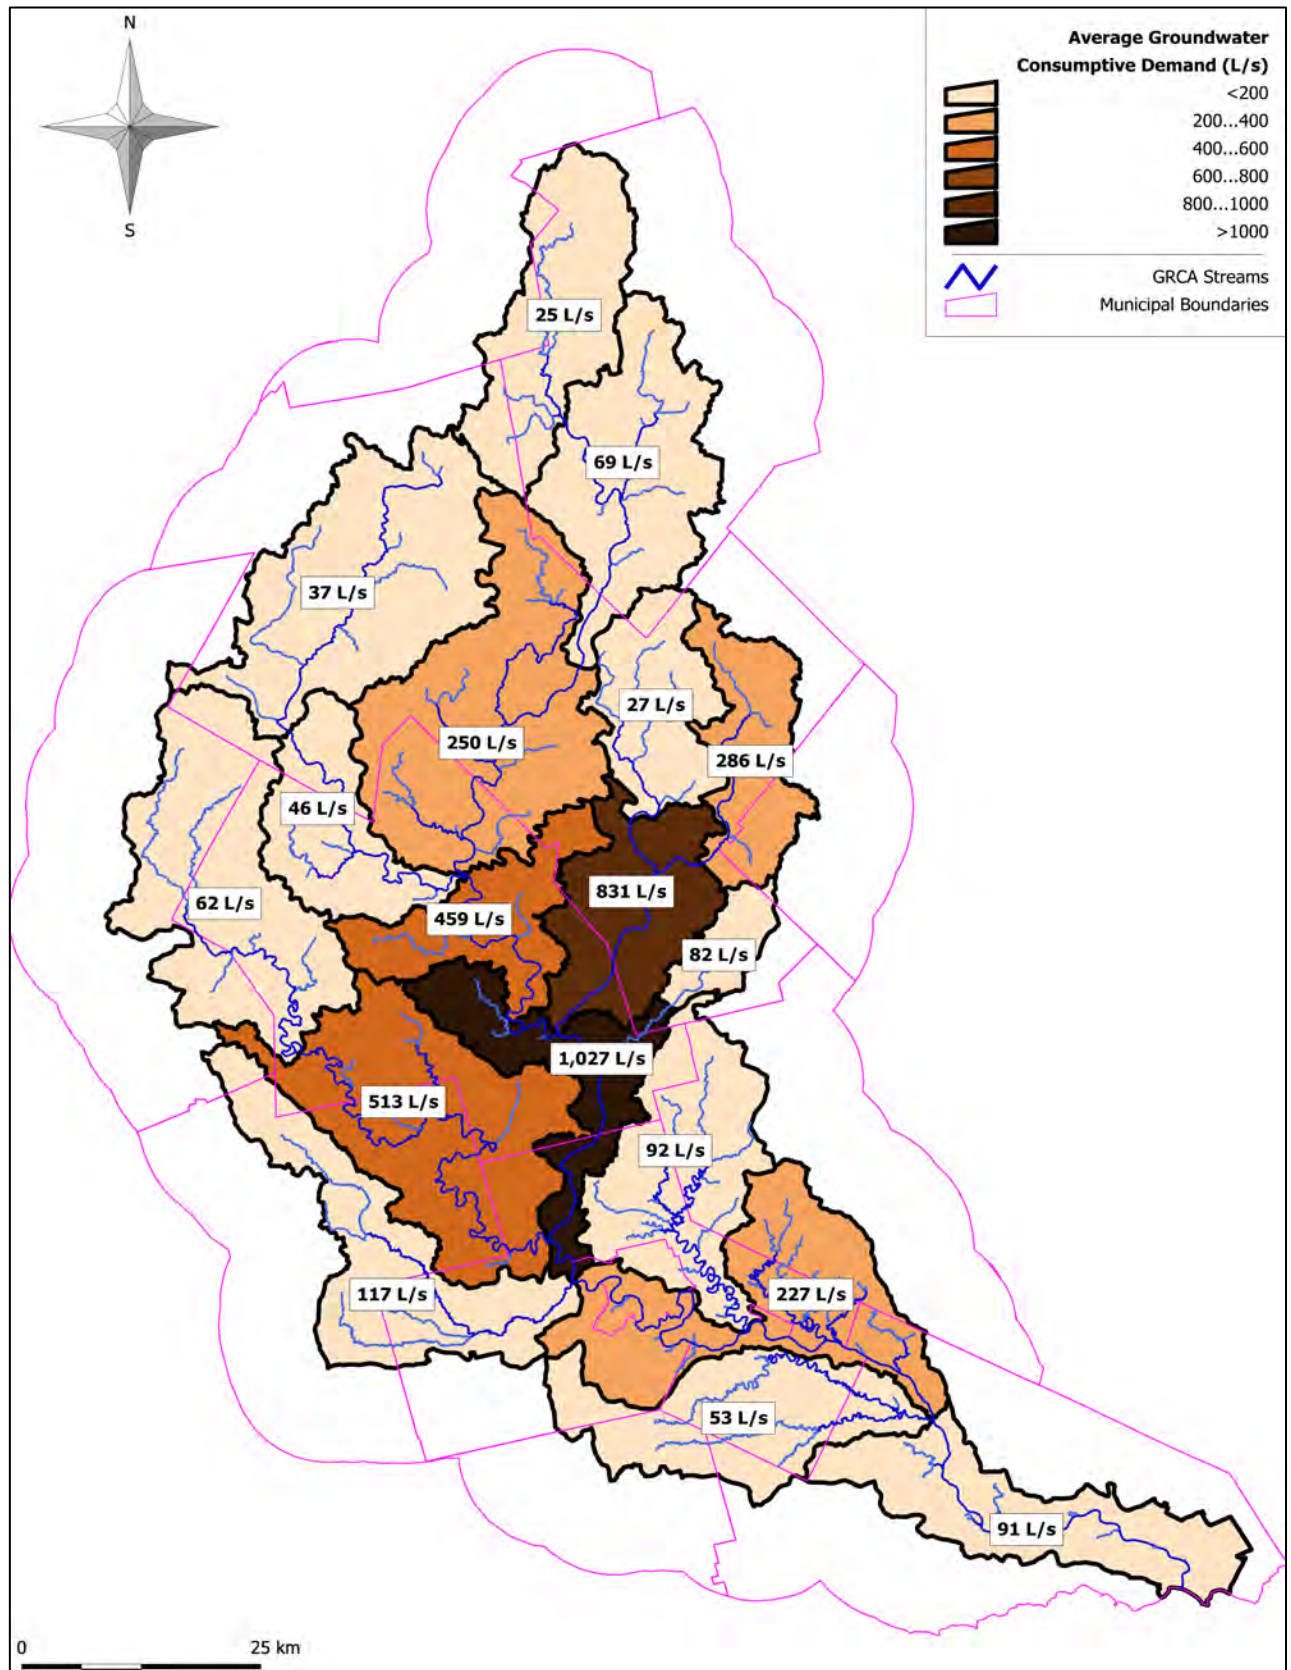 N
S
Average Groundwater
Consumptive Demand (L/s)
<200
200...400
400...600
600...800
800...1000
>1000
GRCA Streams
Municipal Boundaries
25 L/s
69 L/s
37 L/s
27 L/s
250 L/s
286 L/s
46 L/s
831 L/s
62 L/s
459 L/s
82 L/s
1,027 L/s
513 L/s
92 L/s
117 L/s
227 L/s
53 L/s
91 L/s
0 25 km